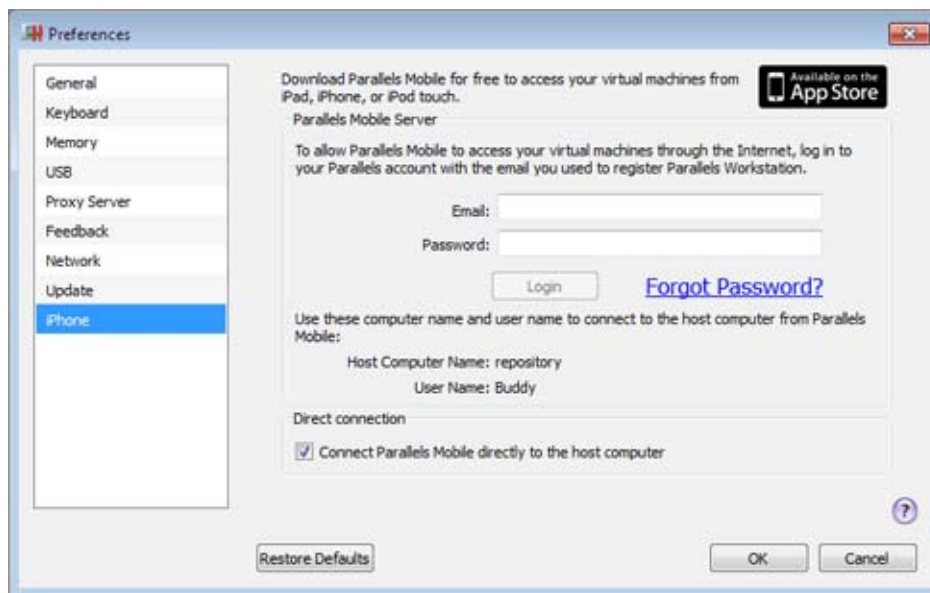 Preferences
General
Keyboard
Memory
USB
Proxy Server
Feedback
Network
Update
iPhone
Download Parallels Mobile for free to access your virtual machines from
iPad, iPhone, or iPod touch.
Available on the
App Store
Parallels Mobile Server
To allow Parallels Mobile to access your virtual machines through the Internet, log in to
your Parallels account with the email you used to register Parallels Workstation.
Email:
Password:
Login
Forgot Password?
Use these computer name and user name to connect to the host computer from Parallels
Mobile:
Host Computer Name: repository
User Name: Buddy
Direct connection
Connect Parallels Mobile directly to the host computer
?
Restore Defaults
OK
Cancel